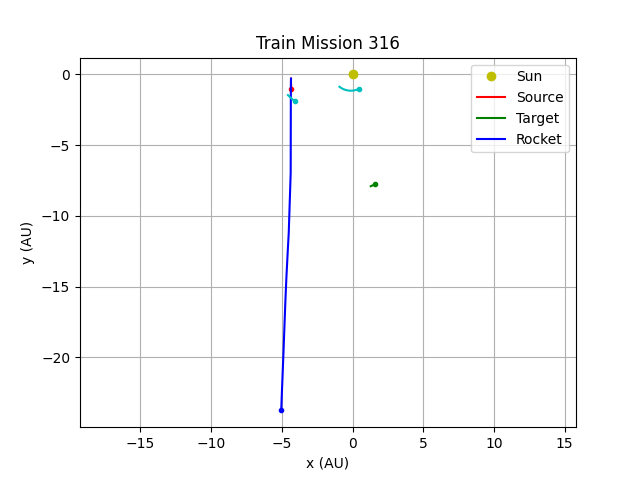 Train Mission 316
Sun
Source
Target
Rocket
0
−5
−10
−15
−20
y (AU)
−15
−10
−5
0
5
10
15
x (AU)